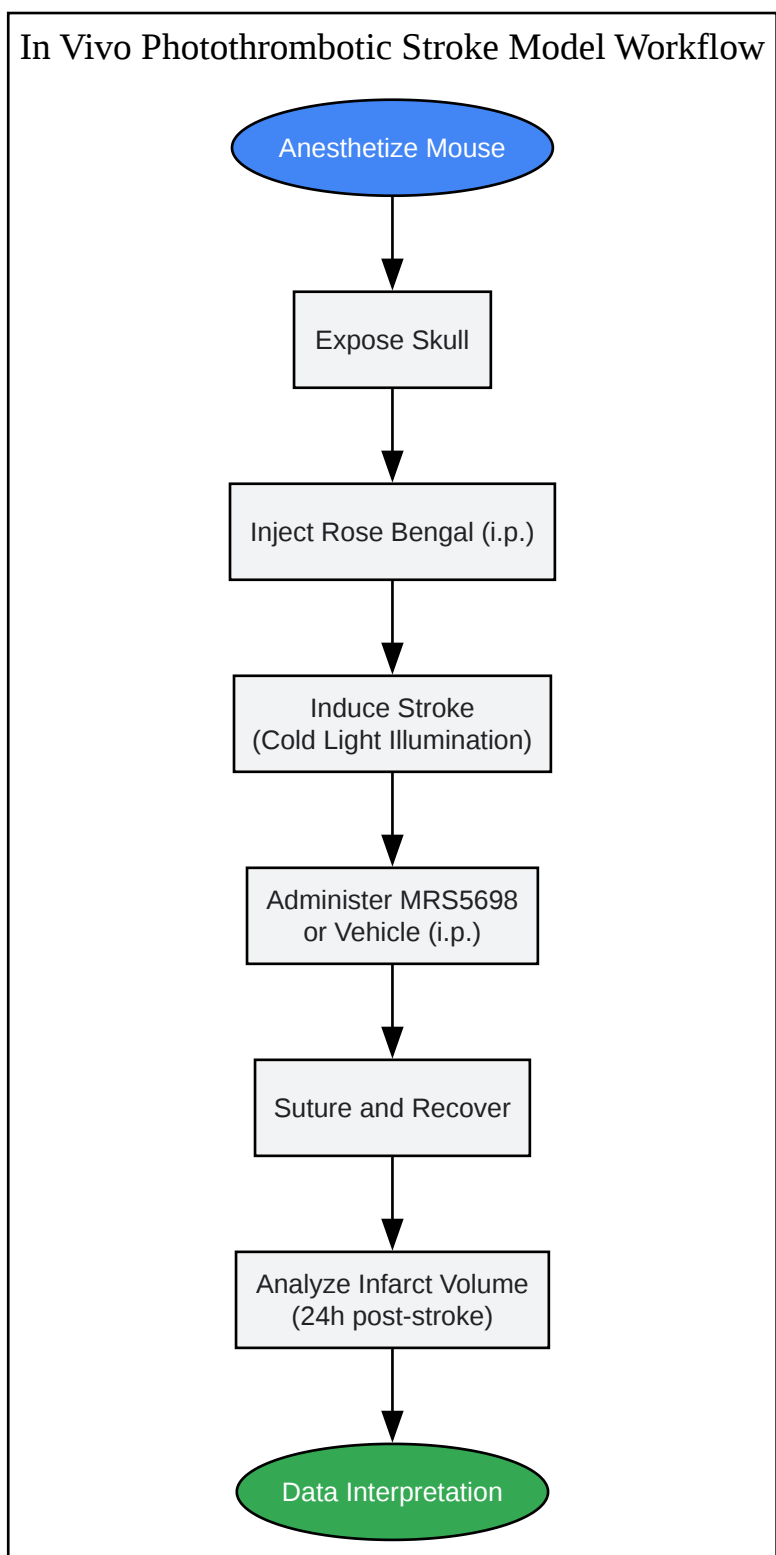 In Vivo Photothrombotic Stroke Model Workflow
Anesthetize Mouse
Expose Skull
Inject Rose Bengal (i.p.)
Induce Stroke
(Cold Light Illumination)
Administer MRS5698
or Vehicle (i.p.)
Suture and Recover
Analyze Infarct Volume
(24h post-stroke)
Data Interpretation